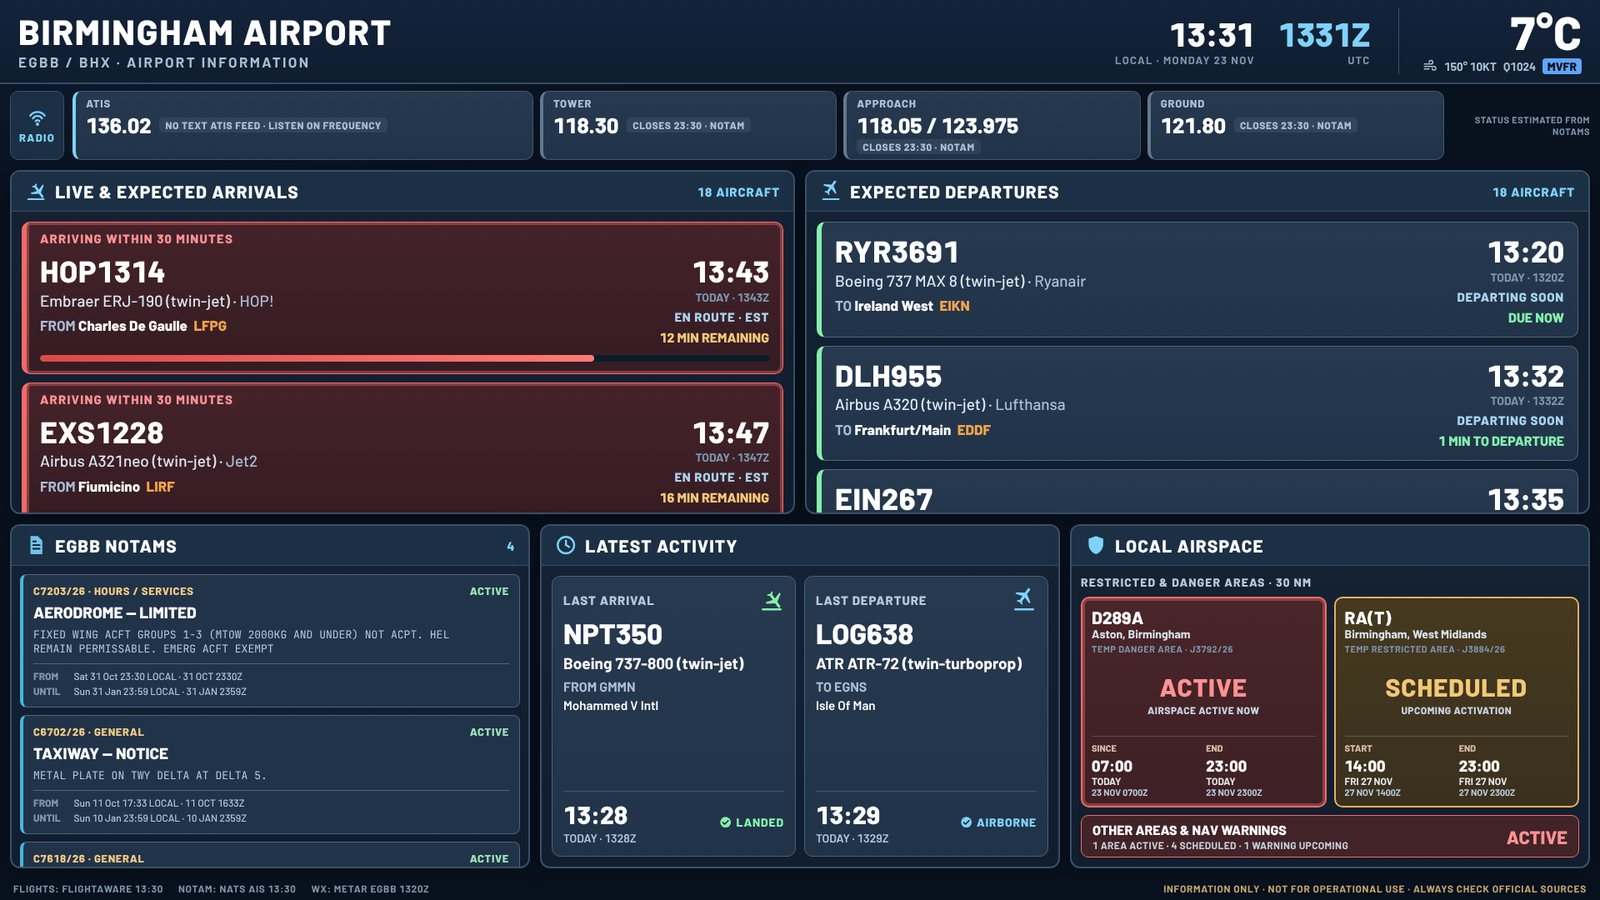 BIRMINGHAM AIRPORT
EGBB / BHX · AIRPORT INFORMATION
13:31
LOCAL · MONDAY 23 NOV
1331Z
UTC
7°C
150° 10KT Q1024 MVFR
RADIO
ATIS
136.02 NO TEXT ATIS FEED · LISTEN ON FREQUENCY
TOWER
118.30 CLOSES 23:30 · NOTAM
APPROACH
118.05 / 123.975
CLOSES 23:30 · NOTAM
GROUND
121.80 CLOSES 23:30 · NOTAM
STATUS ESTIMATED FROM
NOTAMS
LIVE & EXPECTED ARRIVALS
18 AIRCRAFT
ARRIVING WITHIN 30 MINUTES
HOP1314
Embraer ERJ-190 (twin-jet) · HOP!
FROM Charles De Gaulle LFPG
13:43
TODAY · 1343Z
EN ROUTE · EST
12 MIN REMAINING
ARRIVING WITHIN 30 MINUTES
EXS1228
Airbus A321neo (twin-jet) · Jet2
FROM Fiumicino LIRF
13:47
TODAY · 1347Z
EN ROUTE · EST
16 MIN REMAINING
EXPECTED DEPARTURES
18 AIRCRAFT
RYR3691
Boeing 737 MAX 8 (twin-jet) · Ryanair
TO Ireland West EIKN
13:20
TODAY · 1320Z
DEPARTING SOON
DUE NOW
DLH955
Airbus A320 (twin-jet) · Lufthansa
TO Frankfurt/Main EDDF
13:32
TODAY · 1332Z
DEPARTING SOON
1 MIN TO DEPARTURE
EIN267
13:35
EGBB NOTAMS
4
C7203/26 · HOURS / SERVICES
ACTIVE
AERODROME — LIMITED
FIXED WING ACFT GROUPS 1-3 (MTOW 2000KG AND UNDER) NOT ACPT. HEL
REMAIN PERMISSABLE. EMERG ACFT EXEMPT
FROM Sat 31 Oct 23:30 LOCAL · 31 OCT 2330Z
UNTIL Sun 31 Jan 23:59 LOCAL · 31 JAN 2359Z
C6702/26 · GENERAL
ACTIVE
TAXIWAY — NOTICE
METAL PLATE ON TWY DELTA AT DELTA 5.
FROM Sun 11 Oct 17:33 LOCAL · 11 OCT 1633Z
UNTIL Sun 10 Jan 23:59 LOCAL · 10 JAN 2359Z
C7618/26 · GENERAL
ACTIVE
LATEST ACTIVITY
LAST ARRIVAL
NPT350
Boeing 737-800 (twin-jet)
FROM GMMN
Mohammed V Intl
13:28
TODAY · 1328Z
LANDED
LAST DEPARTURE
LOG638
ATR ATR-72 (twin-turboprop)
TO EGNS
Isle Of Man
13:29
TODAY · 1329Z
AIRBORNE
LOCAL AIRSPACE
RESTRICTED & DANGER AREAS · 30 NM
D289A
Aston, Birmingham
TEMP DANGER AREA · J3792/26
ACTIVE
AIRSPACE ACTIVE NOW
SINCE
07:00
TODAY
23 NOV 0700Z
END
23:00
TODAY
23 NOV 2300Z
RA(T)
Birmingham, West Midlands
TEMP RESTRICTED AREA · J3884/26
SCHEDULED
UPCOMING ACTIVATION
START
14:00
FRI 27 NOV
27 NOV 1400Z
END
23:00
FRI 27 NOV
27 NOV 2300Z
OTHER AREAS & NAV WARNINGS
1 AREA ACTIVE · 4 SCHEDULED · 1 WARNING UPCOMING
ACTIVE
FLIGHTS: FLIGHTAWARE 13:30 NOTAM: NATS AIS 13:30 WX: METAR EGBB 1320Z
INFORMATION ONLY · NOT FOR OPERATIONAL USE · ALWAYS CHECK OFFICIAL SOURCES